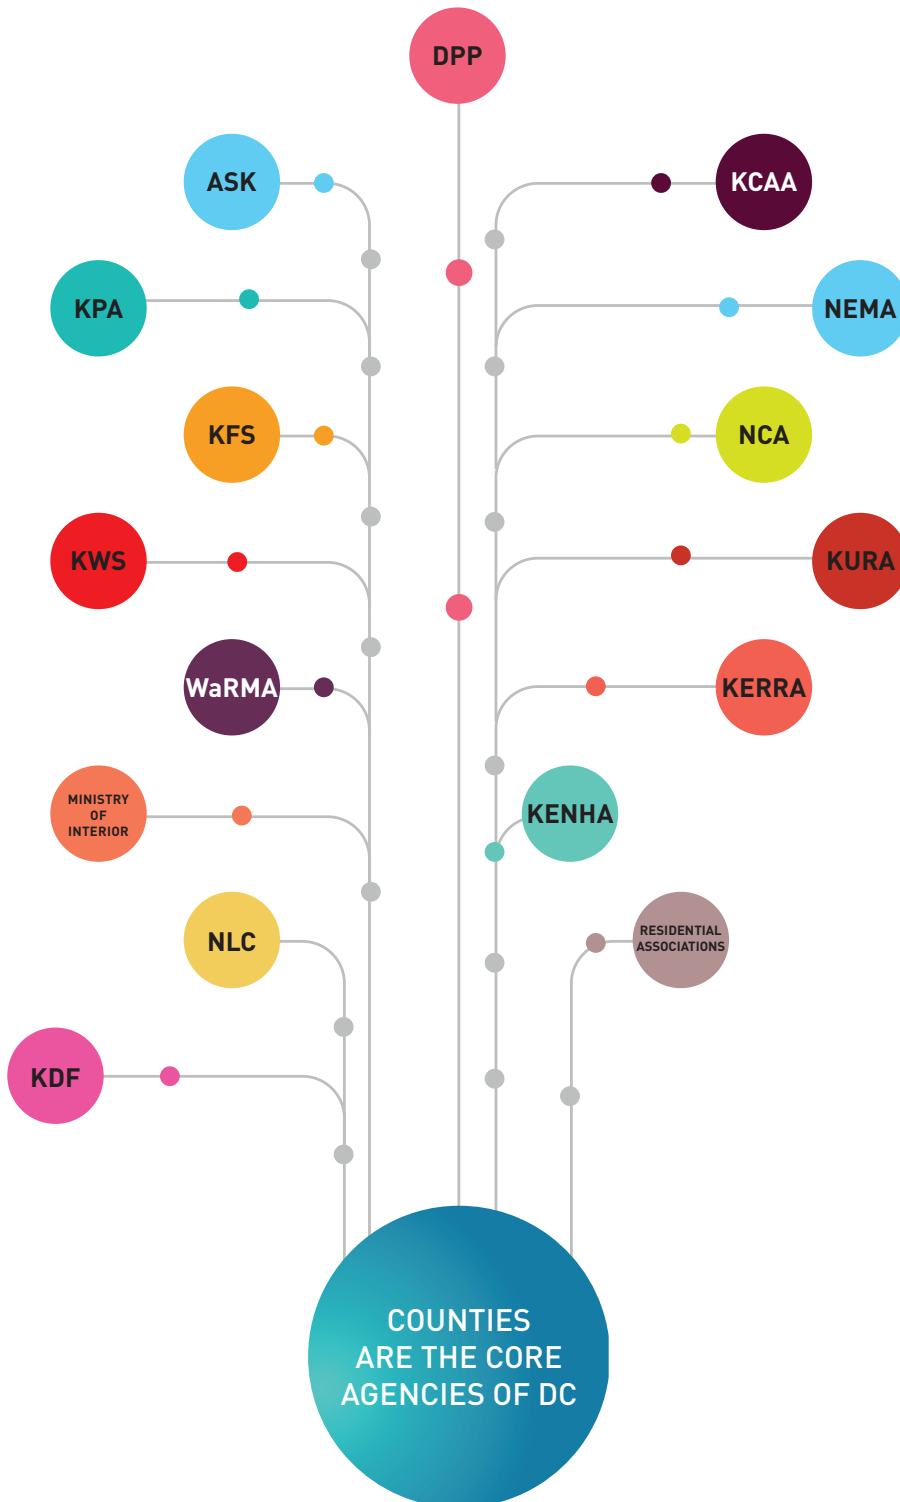 DPP
ASK
KCAA
KPA
NEMA
KFS
NCA
KWS
KURA
WaRMA
KERRA
MINISTRY
OF
INTERIOR
KENHA
NLC
RESIDENTIAL
ASSOCIATIONS
KDF
COUNTIES
ARE THE CORE
AGENCIES OF DC